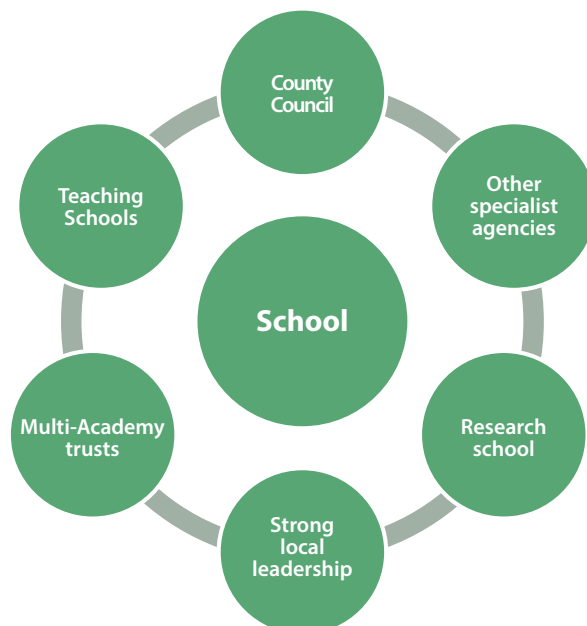 County
Council
Other
specialist
agencies
Teaching
Schools
School
Multi-Academy
trusts
Research
school
Strong
local
leadership